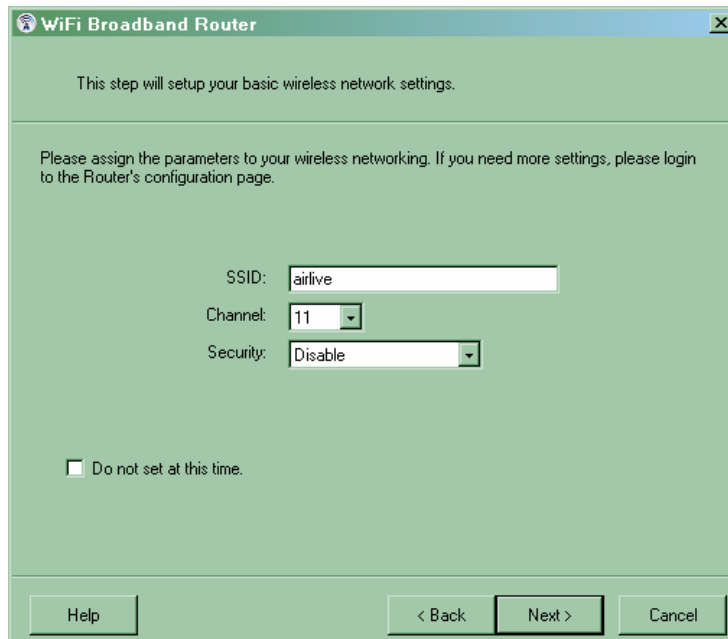 WiFi Broadband Router
This step will setup your basic wireless network settings.
Please assign the parameters to your wireless networking. If you need more settings, please login
to the Router's configuration page.
SSID: airlive
Channel: 11
Security: Disable
Do not set at this time.
Help < Back Next > Cancel